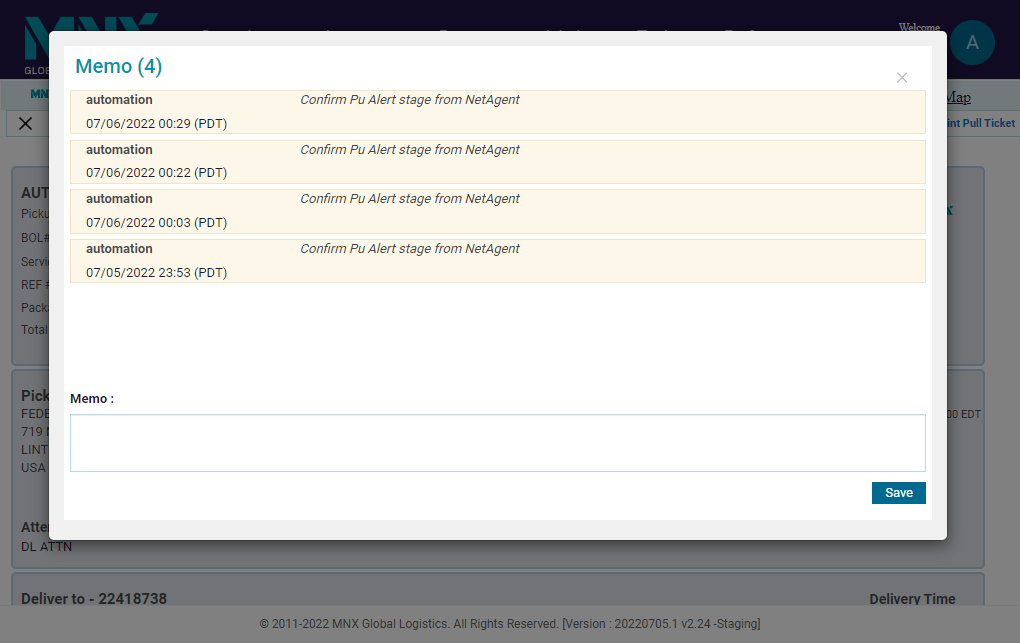 MNX
Welcome
A
GLOB
Memo (4)
automation Confirm Pu Alert stage from NetAgent
07/06/2022 00:29 (PDT)
automation Confirm Pu Alert stage from NetAgent
07/06/2022 00:22 (PDT)
automation Confirm Pu Alert stage from NetAgent
07/06/2022 00:03 (PDT)
automation Confirm Pu Alert stage from NetAgent
07/05/2022 23:53 (PDT)
Memo :
Save
MN
Map
int Pull Ticket
AUT
Picku
BOL#
Servi
REF #
Packa
Total
Pick
FEDE
00 EDT
719
LINT
USA
Atte
DL ATTN
Deliver to - 22418738
Delivery Time
© 2011-2022 MNX Global Logistics. All Rights Reserved. [Version : 20220705.1 v2.24 -Staging]